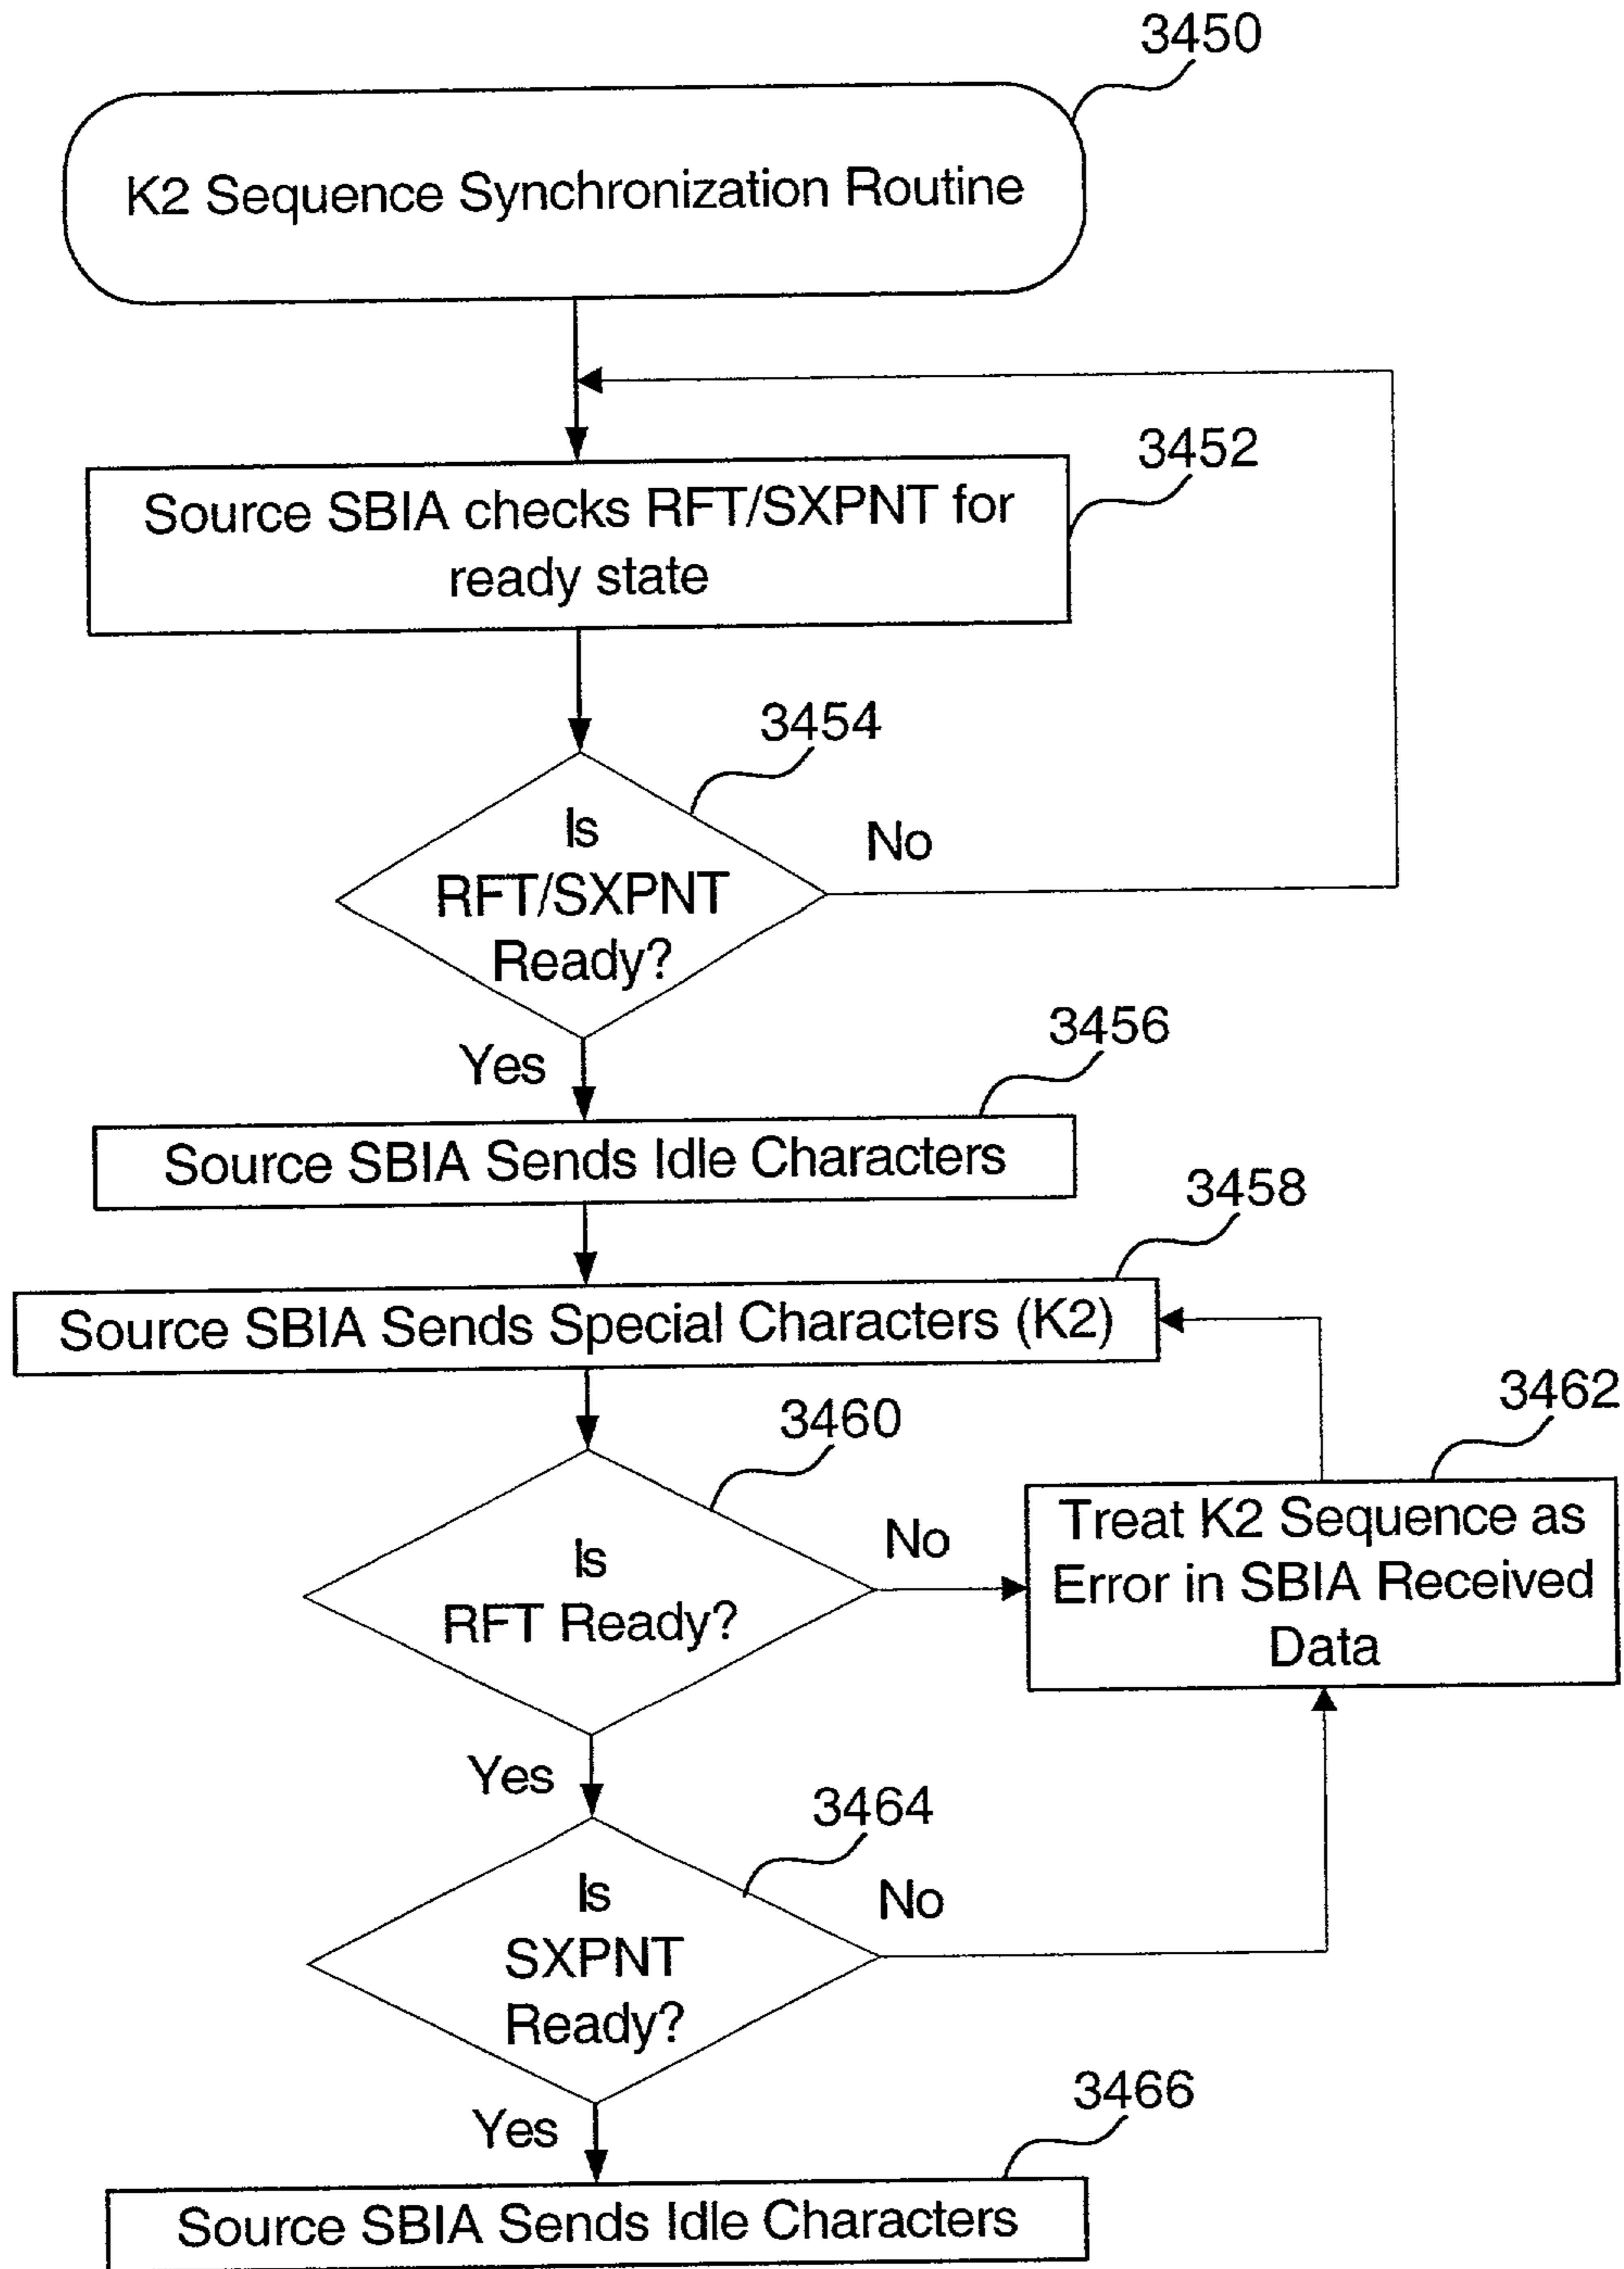 3450
K2 Sequence Synchronization Routine
3452
Source SBIA checks RFT/SXPNT for
ready state
3454
Is
RFT/SXPNT
Ready?
No
Yes
3456
Source SBIA Sends Idle Characters
3458
Source SBIA Sends Special Characters (K2)
3460
Is
RFT Ready?
No
3462
Treat K2 Sequence as
Error in SBIA Received
Data
Yes
3464
Is
SXPNT
Ready?
No
Yes
3466
Source SBIA Sends Idle Characters